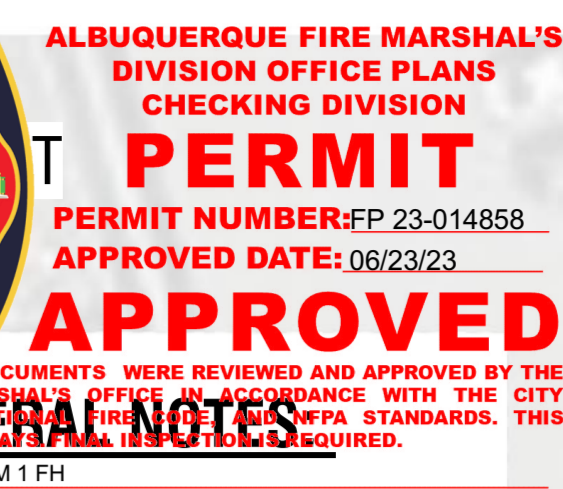 ALBUQUERQUE FIRE MARSHAL'S
DIVISION OFFICE PLANS
CHECKING DIVISION
T
PERMIT
PERMIT NUMBER: FP 23-014858
APPROVED DATE: 06/23/23
APPROVED
CUMENTS WERE REVIEWED AND APPROVED BY THE
SHAL'S OFFICE IN ACCORDANCE WITH THE CITY
TIONAL FIRE CODE, AND NFPA STANDARDS. THIS
ERAL NOTES:
AYS. FINAL INSPECTION IS REQUIRED.
M 1 FH